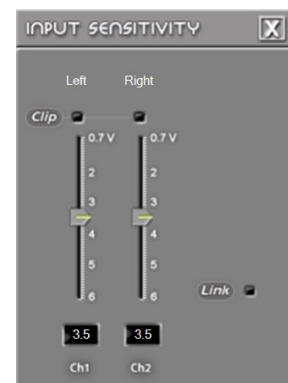 INPUT SENSITIVITY X
Left Right
Clip
0.7 V 0.7 V
2 2
3 3
4 4
5 5
6 6
Link
3.5 3.5
Ch1 Ch2